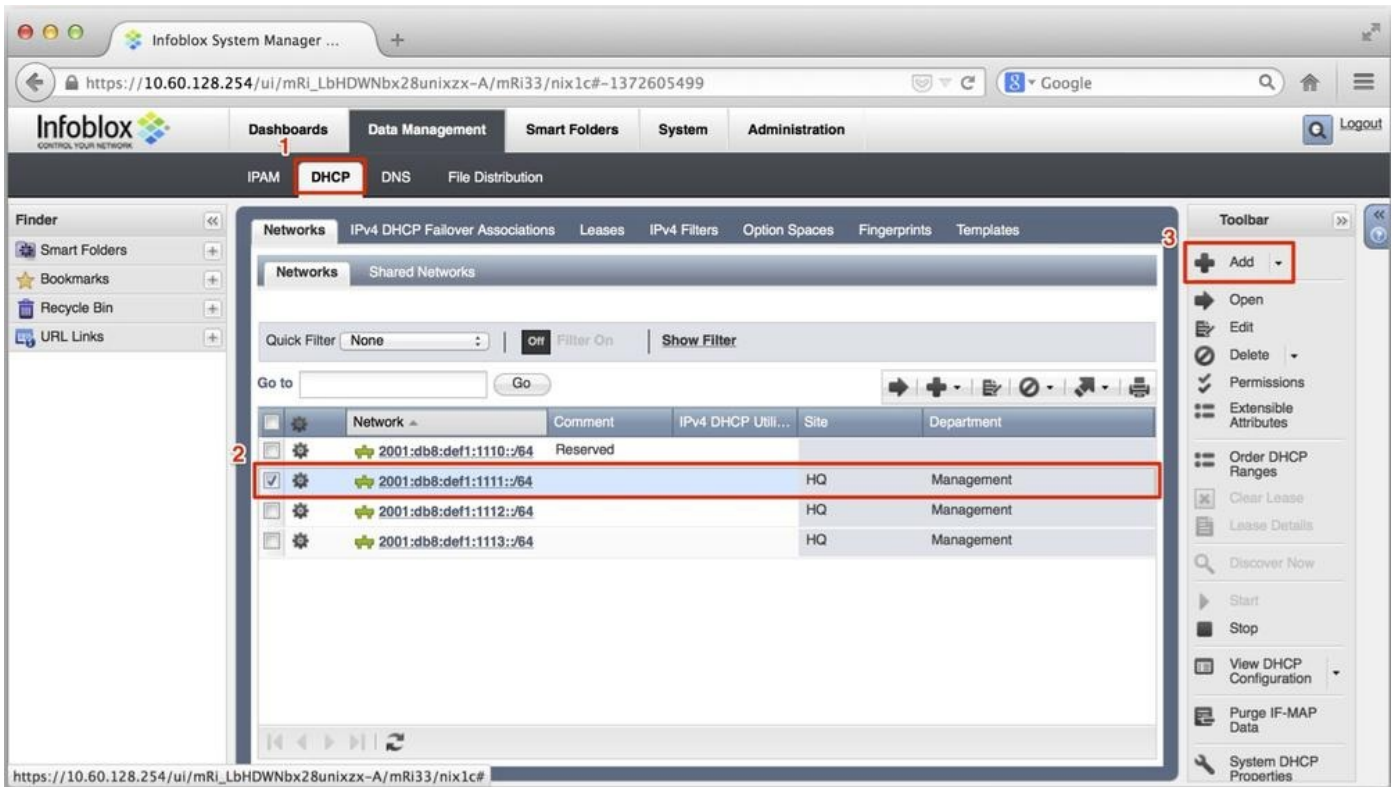 Infoblox System Manager ...
https://10.60.128.254/ui/mRi_LbHDWNbx28unixzx-A/mRi33/nix1c#-1372605499
Google
Infoblox
CONTROL YOUR NETWORK
Dashboards Data Management Smart Folders System Administration
Logout
1
IPAM DHCP DNS File Distribution
Finder
Smart Folders
Bookmarks
Recycle Bin
URL Links
Networks IPv4 DHCP Failover Associations Leases IPv4 Filters Option Spaces Fingerprints Templates
Networks Shared Networks
Quick Filter None Off Filter On Show Filter
Go to Go
Network Comment IPv4 DHCP Utili... Site Department
2001:db8:def1:1110::/64 Reserved
2
2001:db8:def1:1111::/64 HQ Management
2001:db8:def1:1112::/64 HQ Management
2001:db8:def1:1113::/64 HQ Management
Toolbar
3
Add
Open
Edit
Delete
Permissions
Extensible
Attributes
Order DHCP
Ranges
Clear Lease
Lease Details
Discover Now
Start
Stop
View DHCP
Configuration
Purge IF-MAP
Data
System DHCP
Properties
https://10.60.128.254/ui/mRi_LbHDWNbx28unixzx-A/mRi33/nix1c#